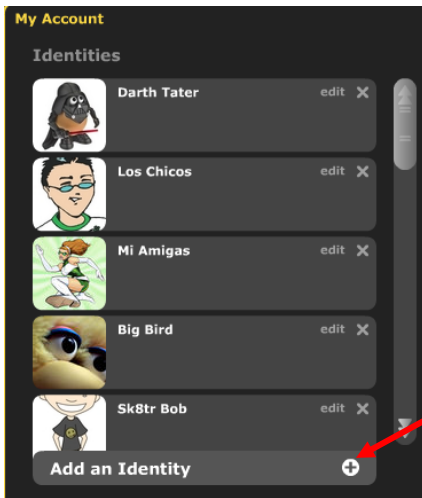 My Account
Identities
Darth Tater edit
Los Chicos edit
Mi Amigas edit
Big Bird edit
Sk8tr Bob edit
Add an Identity